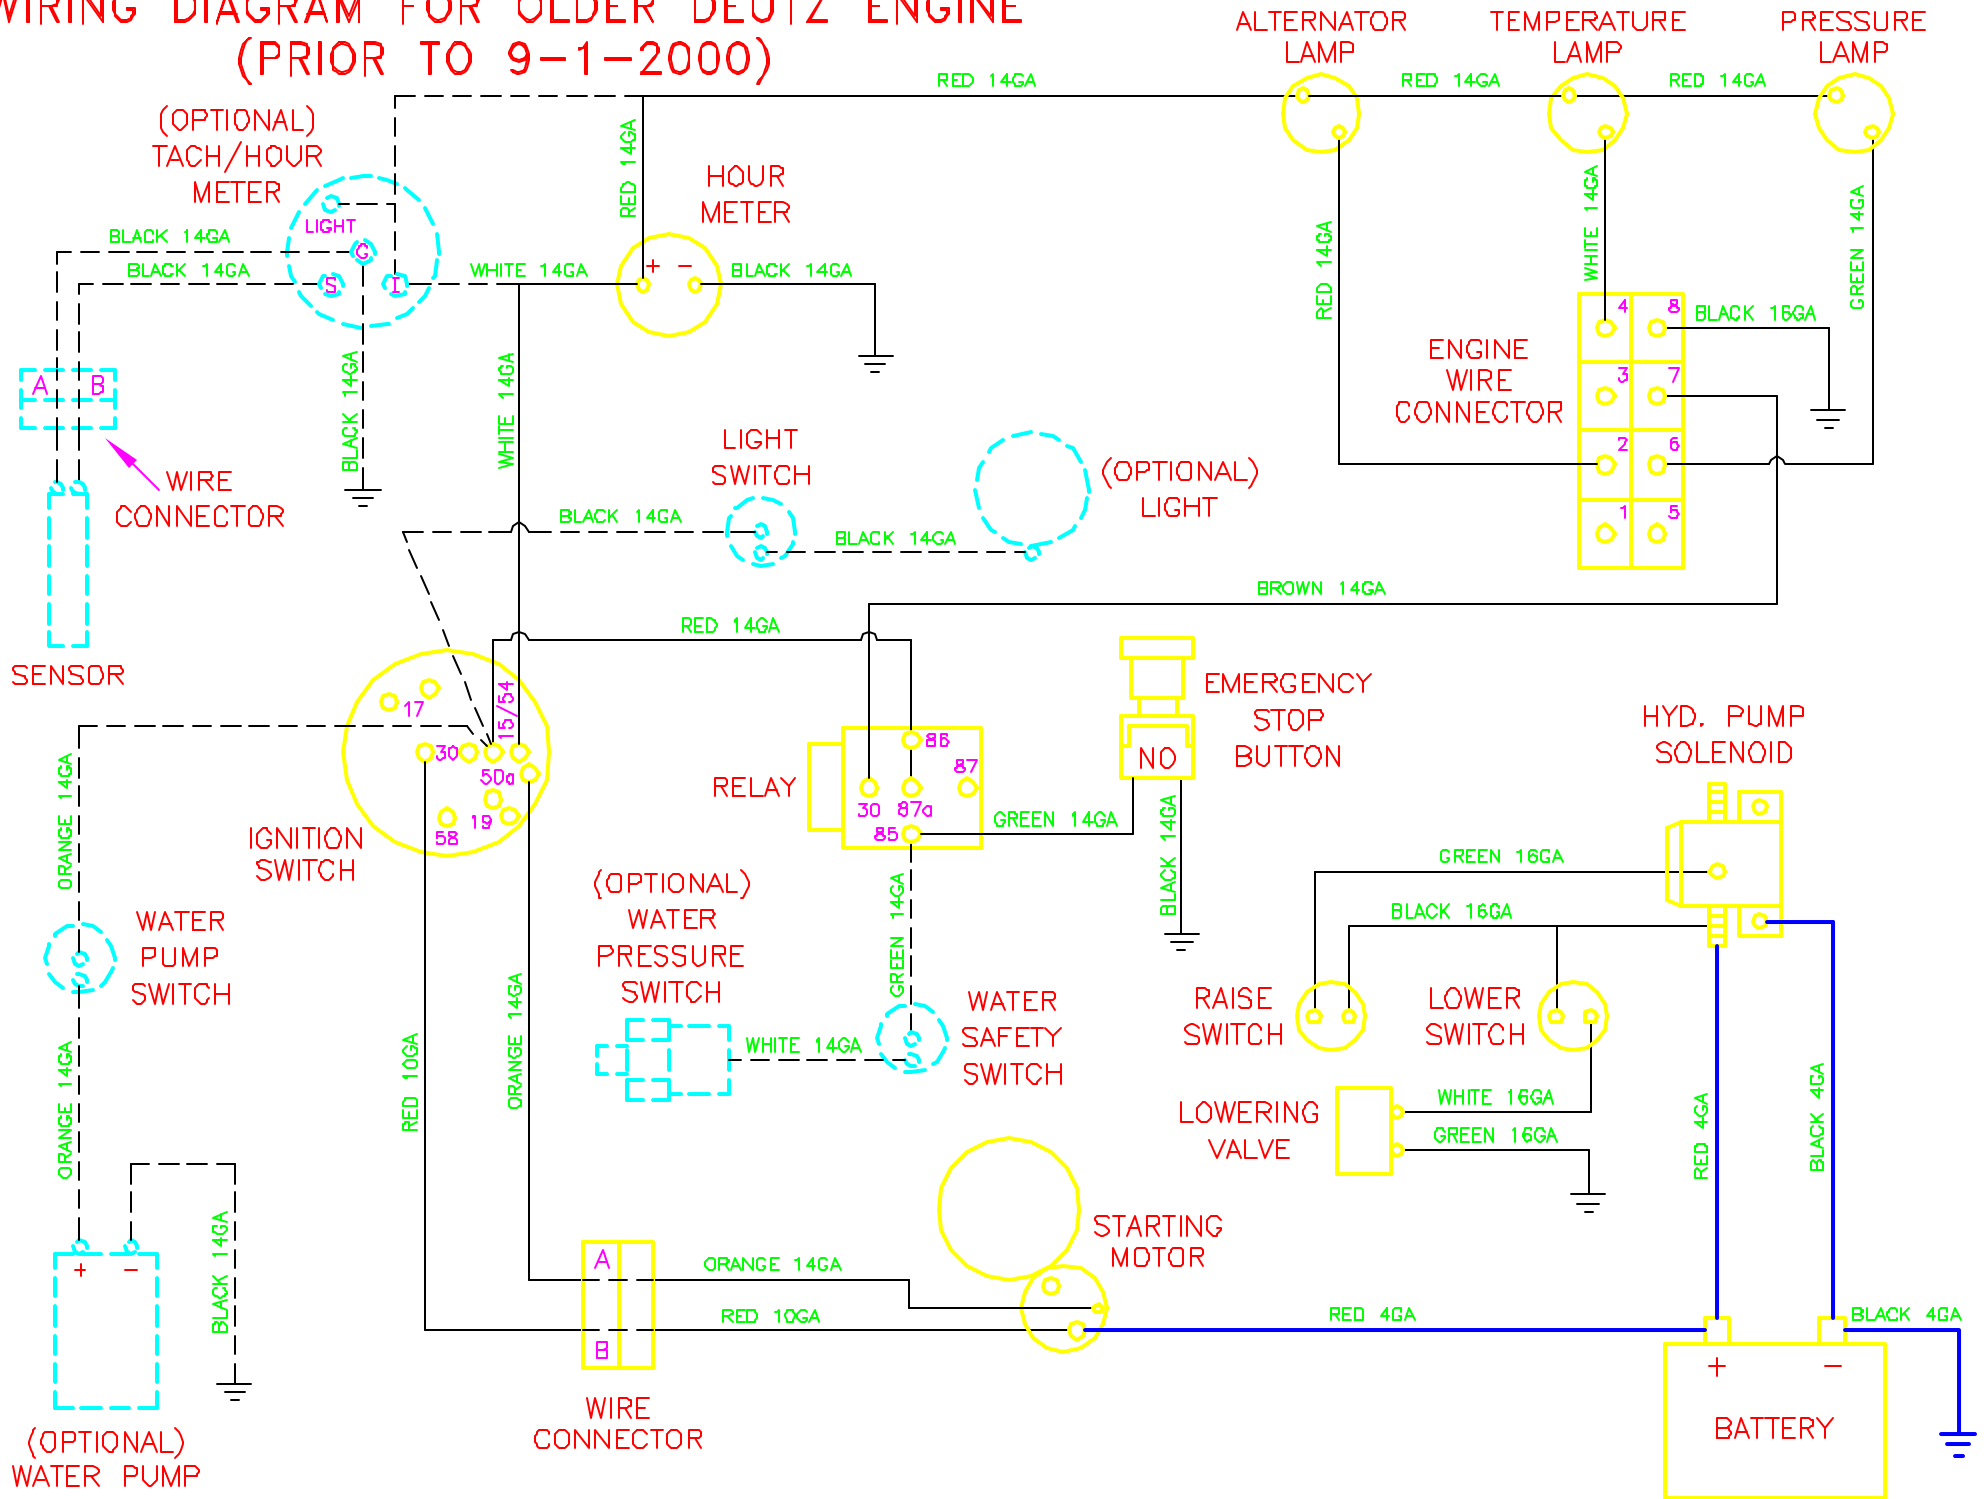 WIRING DIAGRAM FOR OLDER DEUTZ ENGINE
(PRIOR TO 9-1-2000)
ALTERNATOR
LAMP
TEMPERATURE
LAMP
PRESSURE
LAMP
RED 14GA
RED 14GA
RED 14GA
(OPTIONAL)
TACH/HOUR
METER
RED 14GA
HOUR
METER
LIGHT
G
S
I
BLACK 14GA
BLACK 14GA
WHITE 14GA
+ -
BLACK 14GA
RED 14GA
WHITE 14GA
GREEN 14GA
4
8
BLACK 16GA
3
7
2
6
1
5
ENGINE
WIRE
CONNECTOR
A
B
BLACK 14GA
WHITE 14GA
WIRE
CONNECTOR
LIGHT
SWITCH
(OPTIONAL)
LIGHT
BLACK 14GA
BLACK 14GA
BROWN 14GA
RED 14GA
SENSOR
17
15/54
30
50a
19
58
IGNITION
SWITCH
RELAY
86
87
30
87a
85
EMERGENCY
STOP
BUTTON
NO
GREEN 14GA
BLACK 14GA
HYD. PUMP
SOLENOID
ORANGE 14GA
WATER
PUMP
SWITCH
ORANGE 14GA
(OPTIONAL)
WATER
PRESSURE
SWITCH
GREEN 14GA
WHITE 14GA
WATER
SAFETY
SWITCH
GREEN 16GA
BLACK 16GA
RAISE
SWITCH
LOWER
SWITCH
RED 10GA
ORANGE 14GA
LOWERING
VALVE
WHITE 16GA
GREEN 16GA
RED 4GA
BLACK 4GA
BLACK 14GA
+
-
(OPTIONAL)
WATER PUMP
A
B
ORANGE 14GA
RED 10GA
WIRE
CONNECTOR
STARTING
MOTOR
RED 4GA
BLACK 4GA
+
-
BATTERY